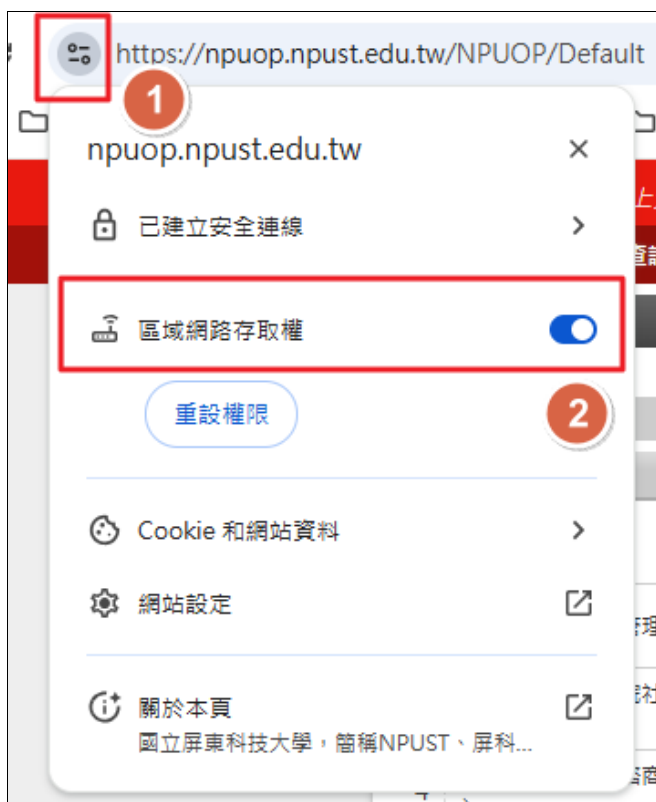 https://npuop.npust.edu.tw/NPUOP/Default
1
npuop.npust.edu.tw
已建立安全連線
區域網路存取權
重設權限
2
Cookie 和網站資料
網站設定
關於本頁
國立屏東科技大學，簡稱NPUST、屏科...